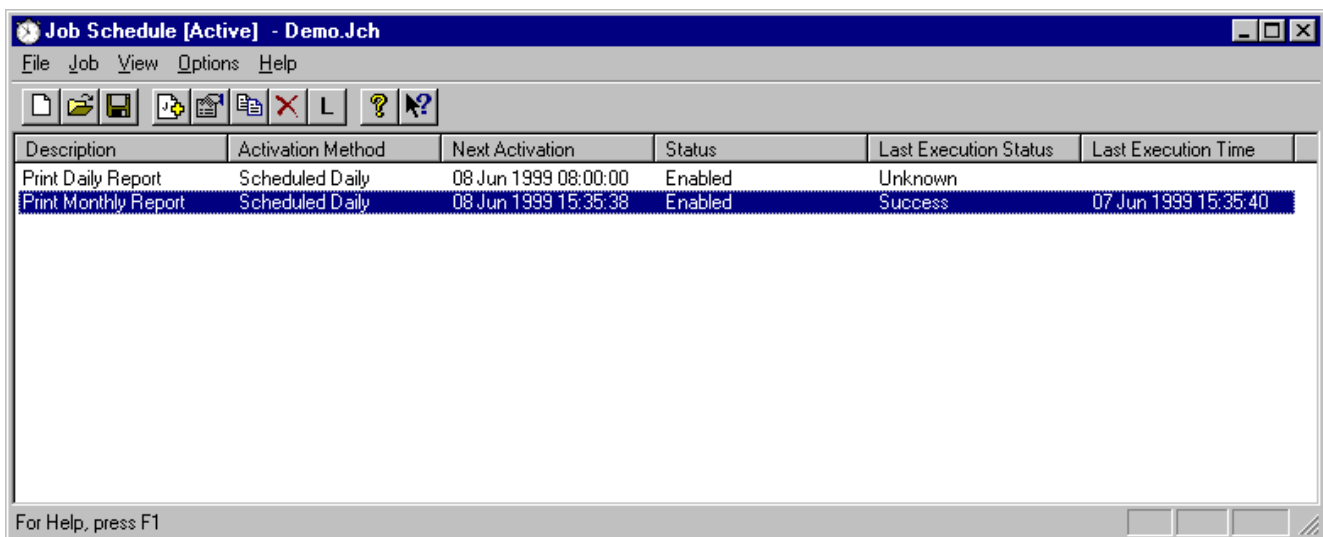 Job Schedule [Active] - Demo.Jch
File Job View Options Help
L
Description Activation Method Next Activation Status Last Execution Status Last Execution Time
Print Daily Report Scheduled Daily 08 Jun 1999 08:00:00 Enabled Unknown
Print Monthly Report Scheduled Daily 08 Jun 1999 15:35:38 Enabled Success 07 Jun 1999 15:35:40
For Help, press F1